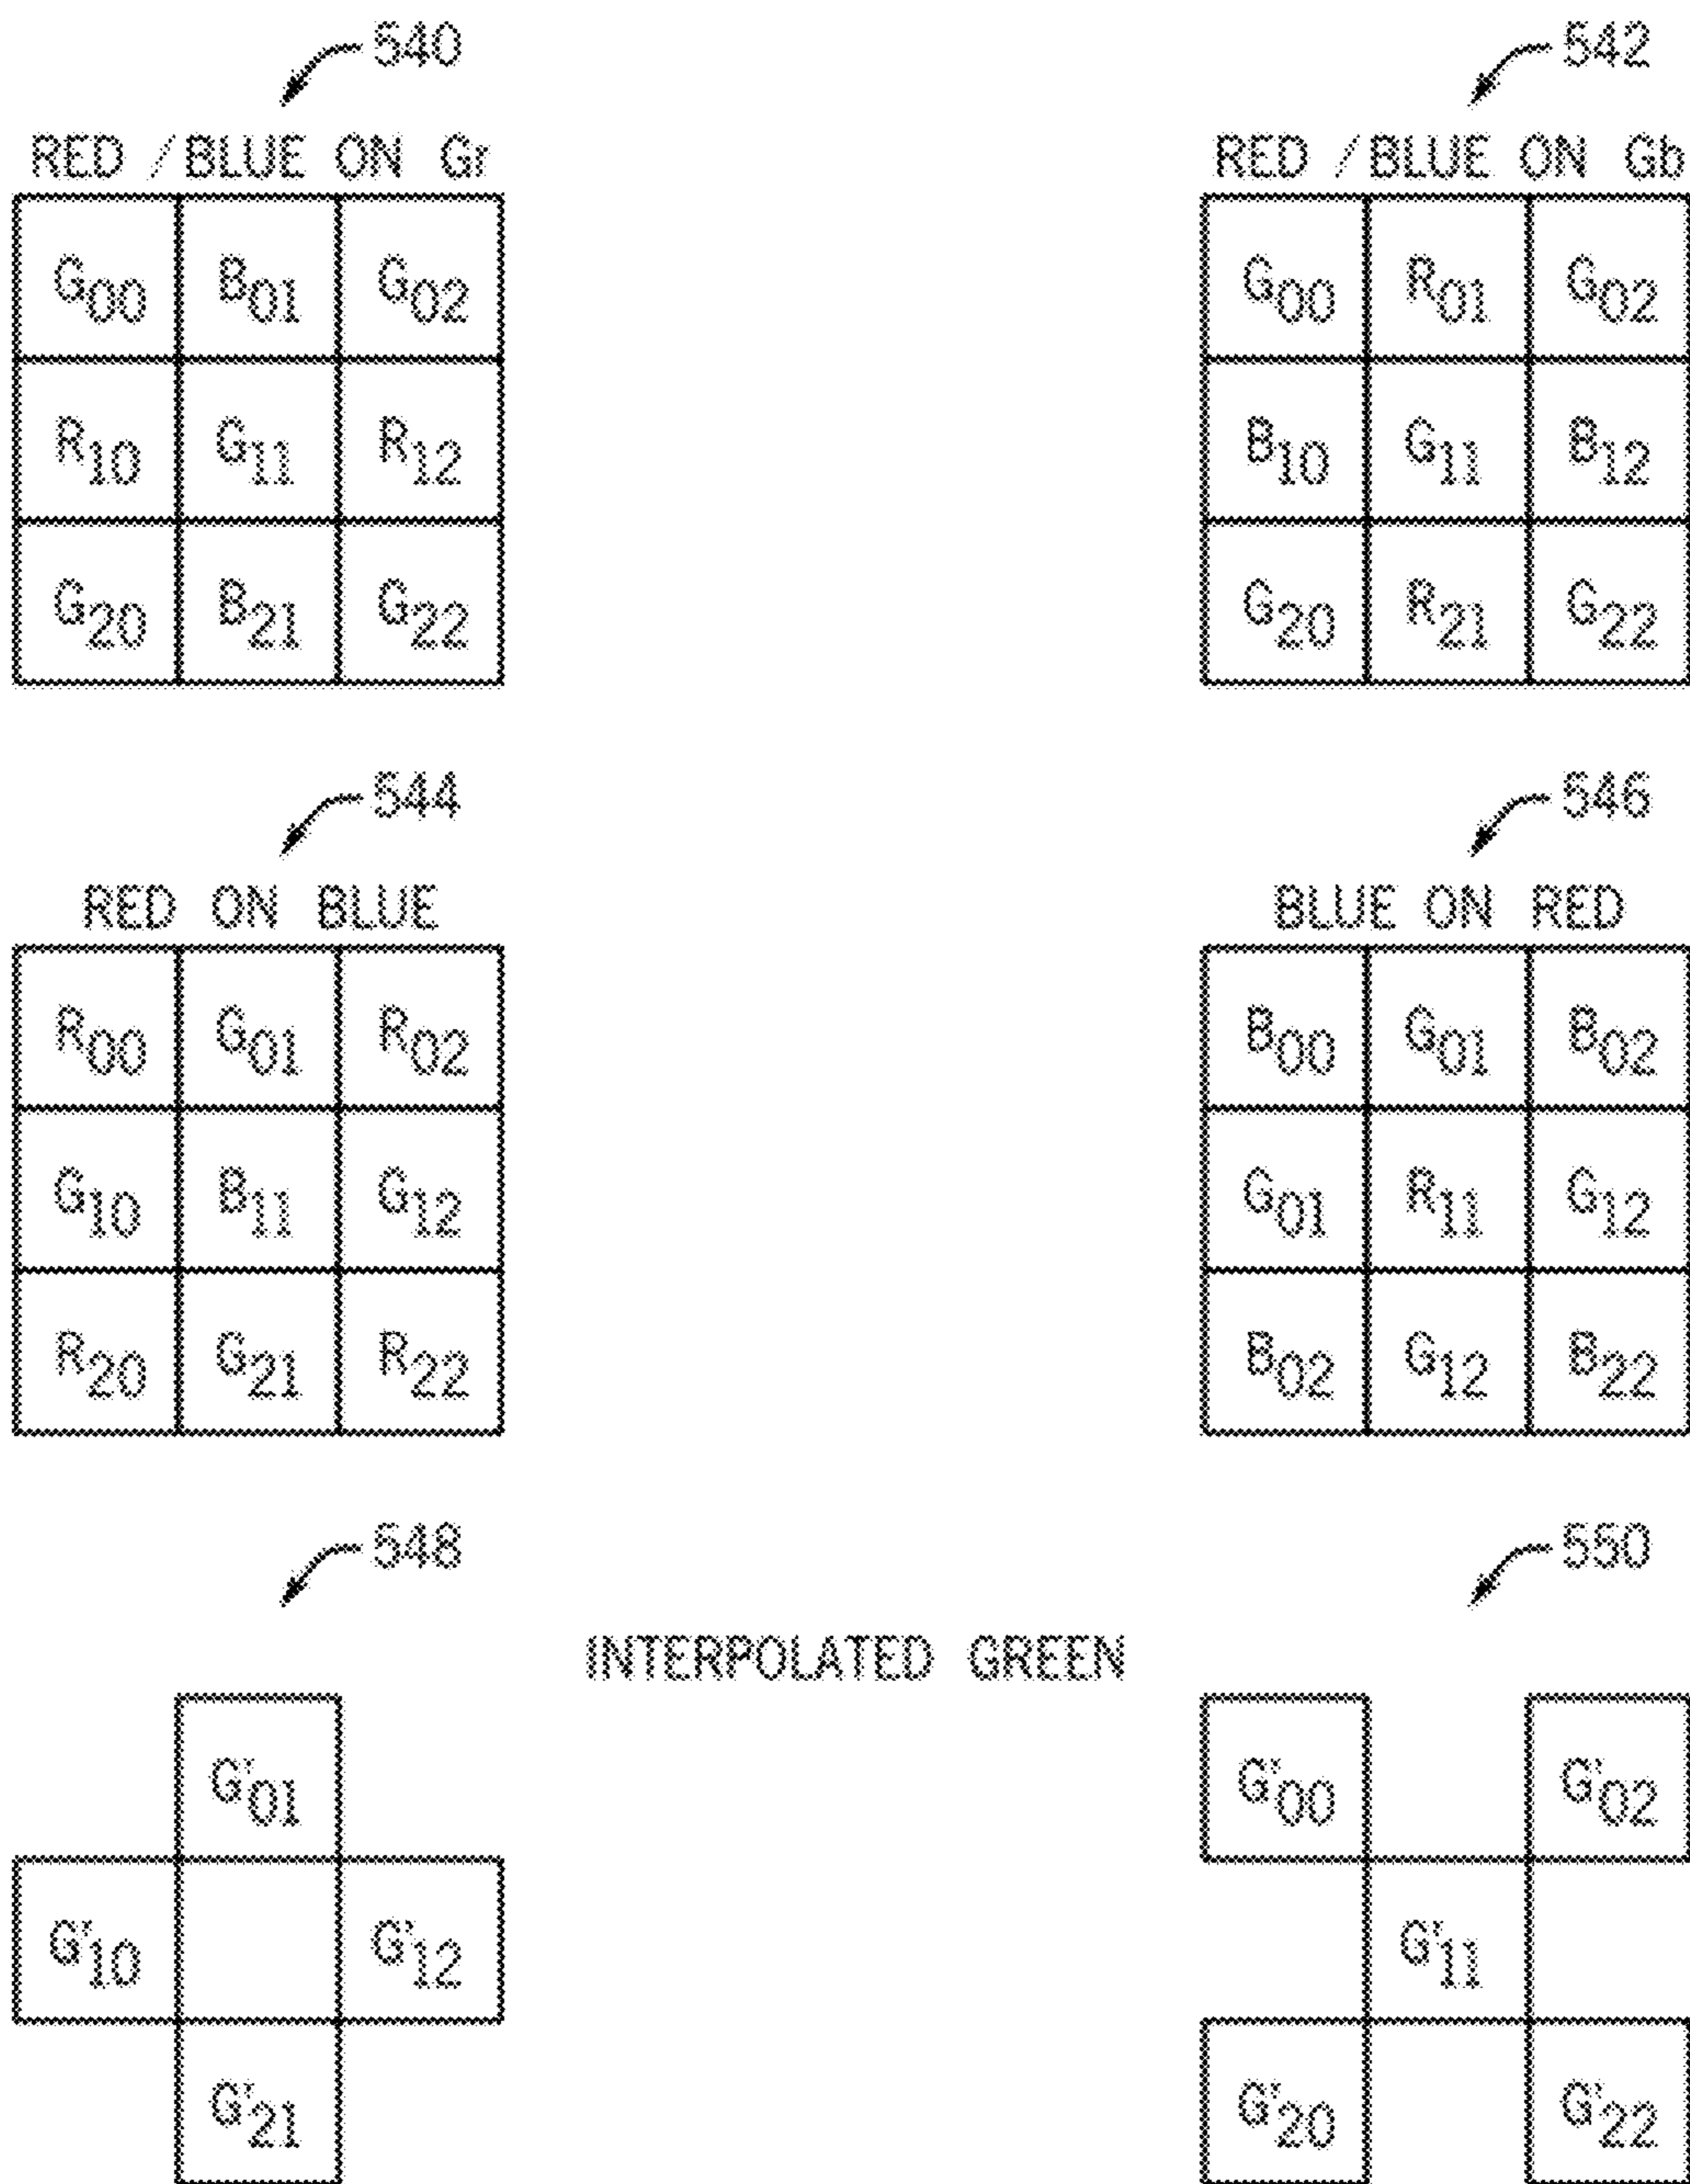 540 542
RED / BLUE ON Gr RED / BLUE ON Gb
G00 B01 G02 G00 R01 G02
R10 G11 R12 B10 G11 B12
G20 B21 G22 G20 R21 G22
544 546
RED ON BLUE BLUE ON RED
R00 G01 R02 B00 G01 B02
G10 B11 G12 G01 R11 G12
R20 G21 R22 B02 G12 B22
548 550
INTERPOLATED GREEN
G'01 G'00 G'02
G'10 G'12 G'11
G'21 G'20 G'22